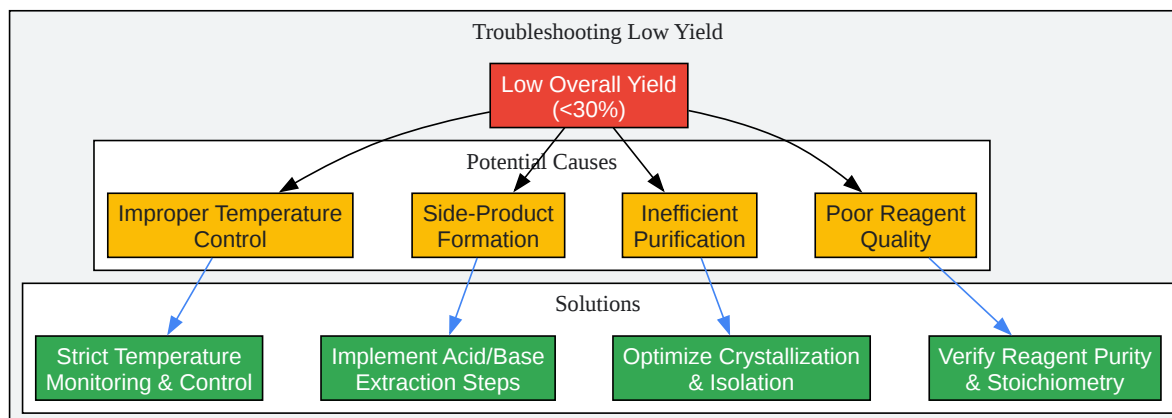 Troubleshooting Low Yield
Low Overall Yield
(<30%)
Potential Causes
Improper Temperature
Control
Side-Product
Formation
Inefficient
Purification
Poor Reagent
Quality
Solutions
Strict Temperature
Monitoring & Control
Implement Acid/Base
Extraction Steps
Optimize Crystallization
& Isolation
Verify Reagent Purity
& Stoichiometry